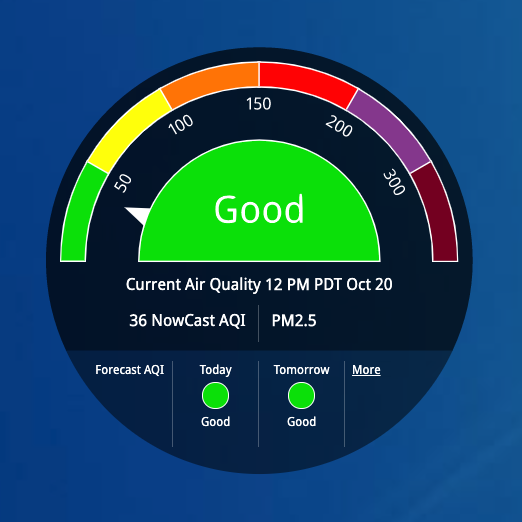 50
100
150
200
300
Good
Current Air Quality 12 PM PDT Oct 20
36 NowCast AQI PM2.5
Forecast AQI Today Tomorrow More
Good Good